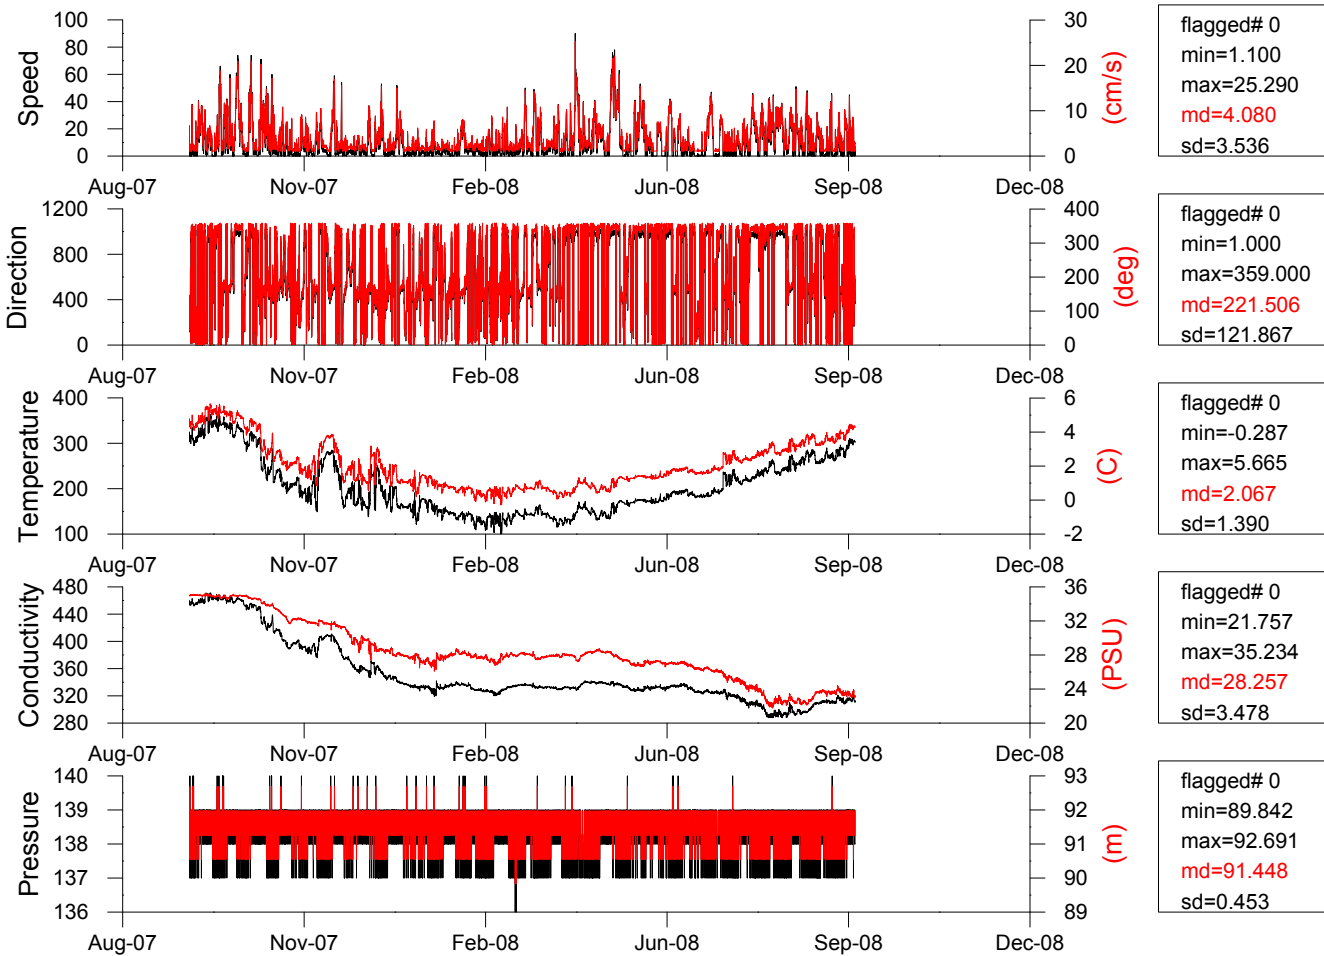 Speed
100
80
60
40
20
0
30
20
10
0
(cm/s)
Aug-07 Nov-07 Feb-08 Jun-08 Sep-08 Dec-08
flagged# 0
min=1.100
max=25.290
md=4.080
sd=3.536
Direction
1200
800
400
0
400
300
200
100
0
(deg)
Aug-07 Nov-07 Feb-08 Jun-08 Sep-08 Dec-08
flagged# 0
min=1.000
max=359.000
md=221.506
sd=121.867
Temperature
400
300
200
100
6
4
2
0
-2
(C)
Aug-07 Nov-07 Feb-08 Jun-08 Sep-08 Dec-08
flagged# 0
min=-0.287
max=5.665
md=2.067
sd=1.390
Conductivity
480
440
400
360
320
280
36
32
28
24
20
(PSU)
Aug-07 Nov-07 Feb-08 Jun-08 Sep-08 Dec-08
flagged# 0
min=21.757
max=35.234
md=28.257
sd=3.478
Pressure
140
139
138
137
136
93
92
91
90
89
(m)
Aug-07 Nov-07 Feb-08 Jun-08 Sep-08 Dec-08
flagged# 0
min=89.842
max=92.691
md=91.448
sd=0.453